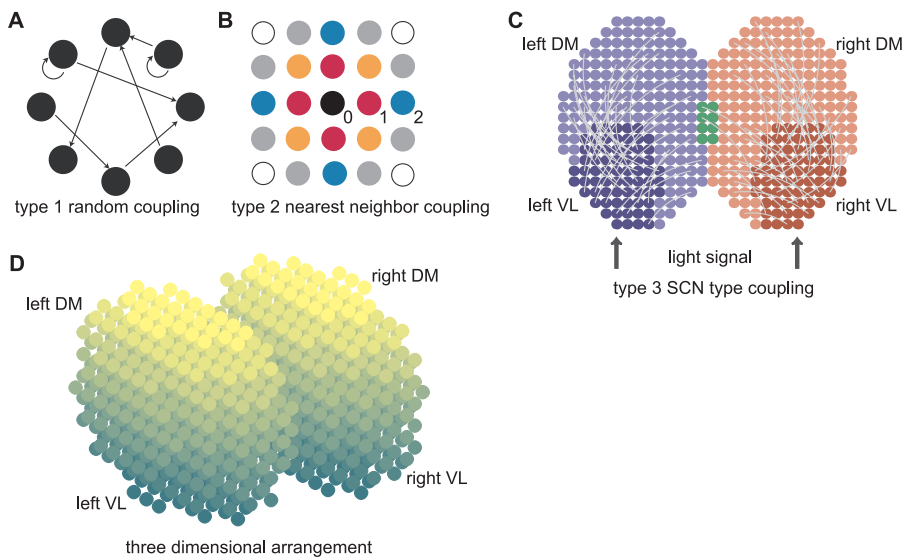 A
type 1 random coupling
B
0
1
2
type 2 nearest neighbor coupling
C
left DM
right DM
left VL
right VL
light signal
type 3 SCN type coupling
D
left DM
right DM
left VL
right VL
three dimensional arrangement